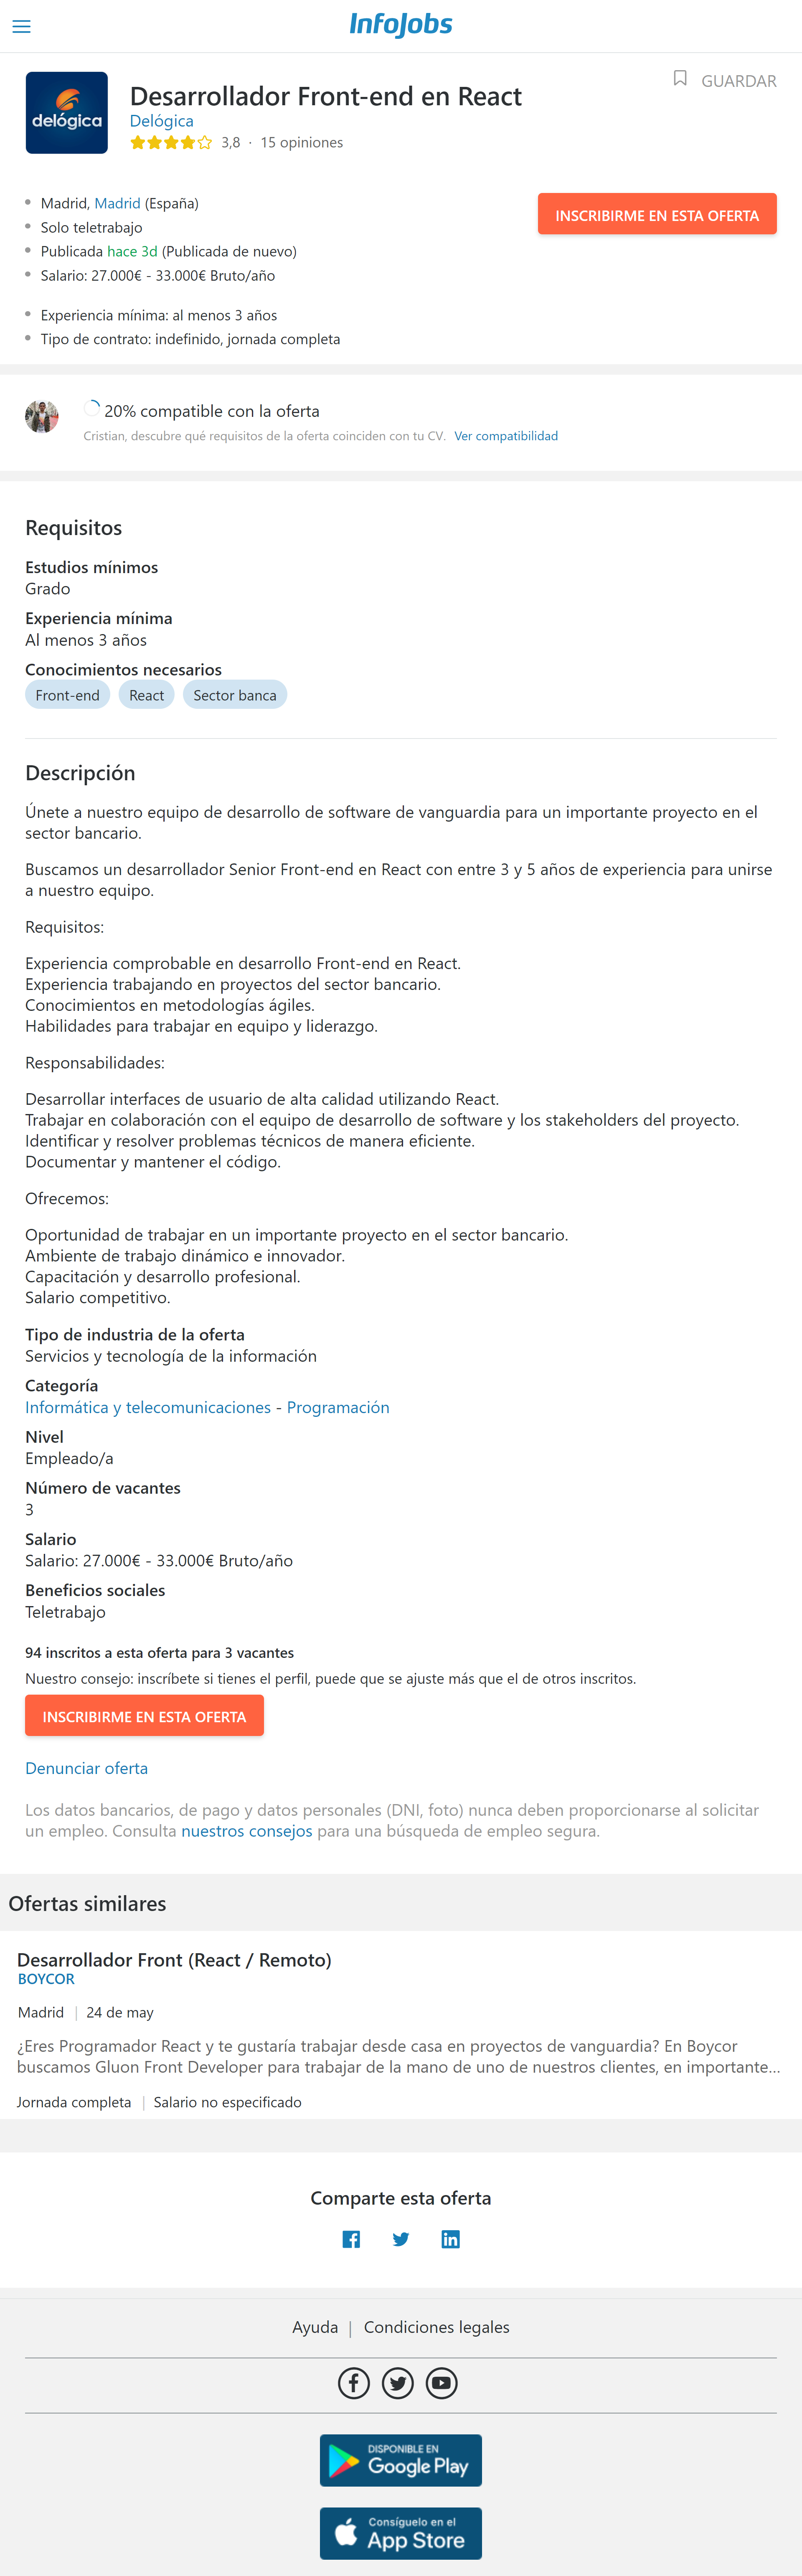 InfoJobs
delógica
Desarrollador Front-end en React
GUARDAR
Delógica
3,8 · 15 opiniones
Madrid, Madrid (España)
Solo teletrabajo
Publicada hace 3d (Publicada de nuevo)
Salario: 27.000€ - 33.000€ Bruto/año
INSCRIBIRME EN ESTA OFERTA
Experiencia mínima: al menos 3 años
Tipo de contrato: indefinido, jornada completa
20% compatible con la oferta
Cristian, descubre qué requisitos de la oferta coinciden con tu CV. Ver compatibilidad
Requisitos
Estudios mínimos
Grado
Experiencia mínima
Al menos 3 años
Conocimientos necesarios
Front-end React Sector banca
Descripción
Únete a nuestro equipo de desarrollo de software de vanguardia para un importante proyecto en el
sector bancario.
Buscamos un desarrollador Senior Front-end en React con entre 3 y 5 años de experiencia para unirse
a nuestro equipo.
Requisitos:
Experiencia comprobable en desarrollo Front-end en React.
Experiencia trabajando en proyectos del sector bancario.
Conocimientos en metodologías ágiles.
Habilidades para trabajar en equipo y liderazgo.
Responsabilidades:
Desarrollar interfaces de usuario de alta calidad utilizando React.
Trabajar en colaboración con el equipo de desarrollo de software y los stakeholders del proyecto.
Identificar y resolver problemas técnicos de manera eficiente.
Documentar y mantener el código.
Ofrecemos:
Oportunidad de trabajar en un importante proyecto en el sector bancario.
Ambiente de trabajo dinámico e innovador.
Capacitación y desarrollo profesional.
Salario competitivo.
Tipo de industria de la oferta
Servicios y tecnología de la información
Categoría
Informática y telecomunicaciones - Programación
Nivel
Empleado/a
Número de vacantes
3
Salario
Salario: 27.000€ - 33.000€ Bruto/año
Beneficios sociales
Teletrabajo
94 inscritos a esta oferta para 3 vacantes
Nuestro consejo: inscríbete si tienes el perfil, puede que se ajuste más que el de otros inscritos.
INSCRIBIRME EN ESTA OFERTA
Denunciar oferta
Los datos bancarios, de pago y datos personales (DNI, foto) nunca deben proporcionarse al solicitar
un empleo. Consulta nuestros consejos para una búsqueda de empleo segura.
Ofertas similares
Desarrollador Front (React / Remoto)
BOYCOR
Madrid | 24 de may
¿Eres Programador React y te gustaría trabajar desde casa en proyectos de vanguardia? En Boycor
buscamos Gluon Front Developer para trabajar de la mano de uno de nuestros clientes, en importante...
Jornada completa | Salario no especificado
Comparte esta oferta
Ayuda | Condiciones legales
DISPONIBLE EN
Google Play
Consíguelo en el
App Store